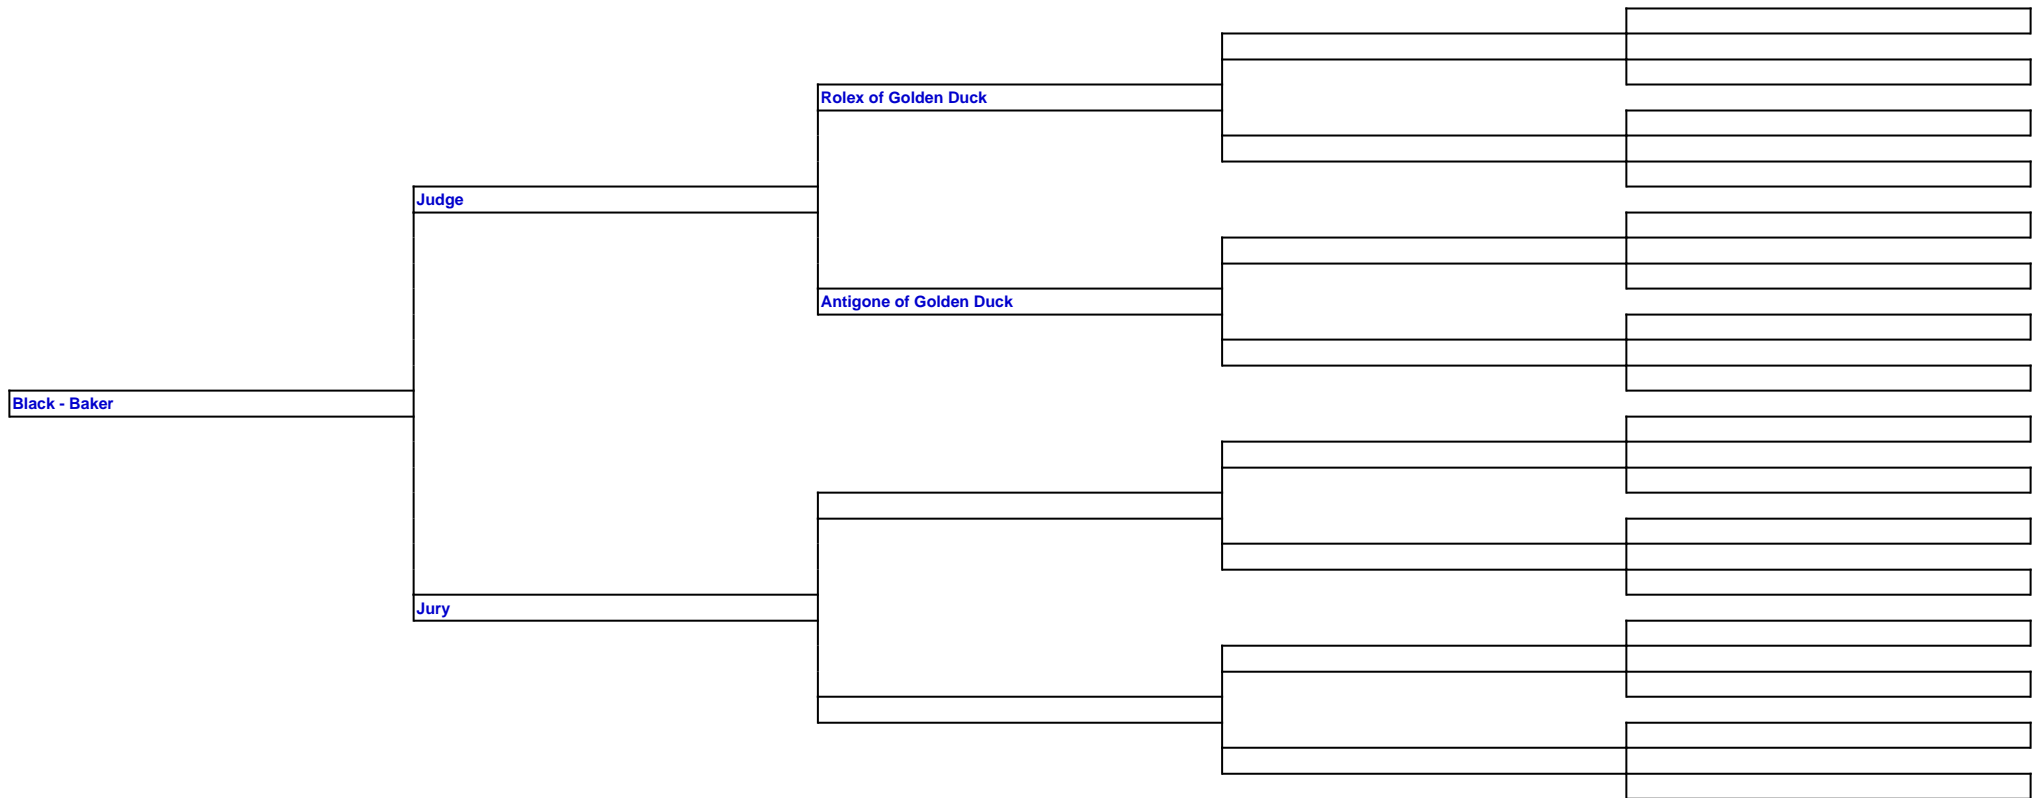 Rolex of Golden Duck
Judge
Antigone of Golden Duck
Black - Baker
Jury